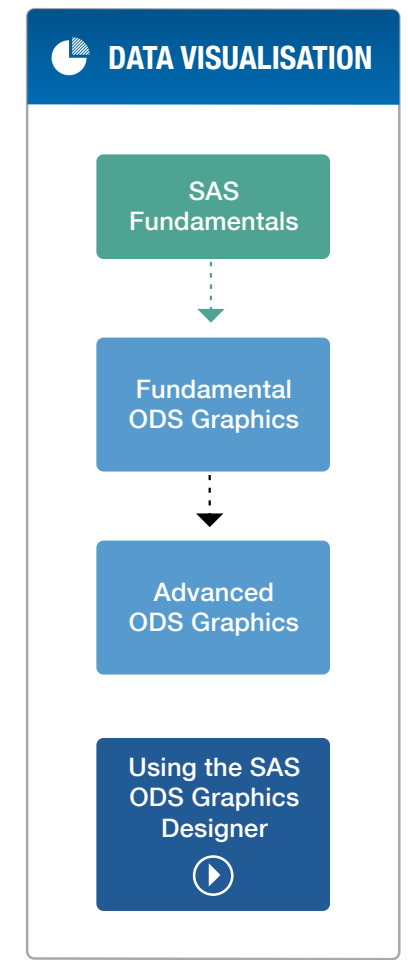 DATA VISUALISATION
SAS
Fundamentals
Fundamental
ODS Graphics
Advanced
ODS Graphics
Using the SAS
ODS Graphics
Designer